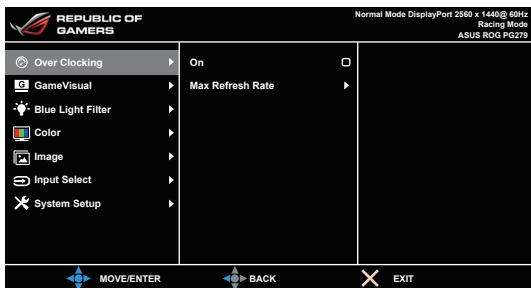 REPUBLIC OF
GAMERS
Normal Mode DisplayPort 2560 x 1440@ 60Hz
Racing Mode
ASUS ROG PG279
Over Clocking
On
G GameVisual
Max Refresh Rate
Blue Light Filter
Color
Image
Input Select
System Setup
MOVE/ENTER BACK EXIT